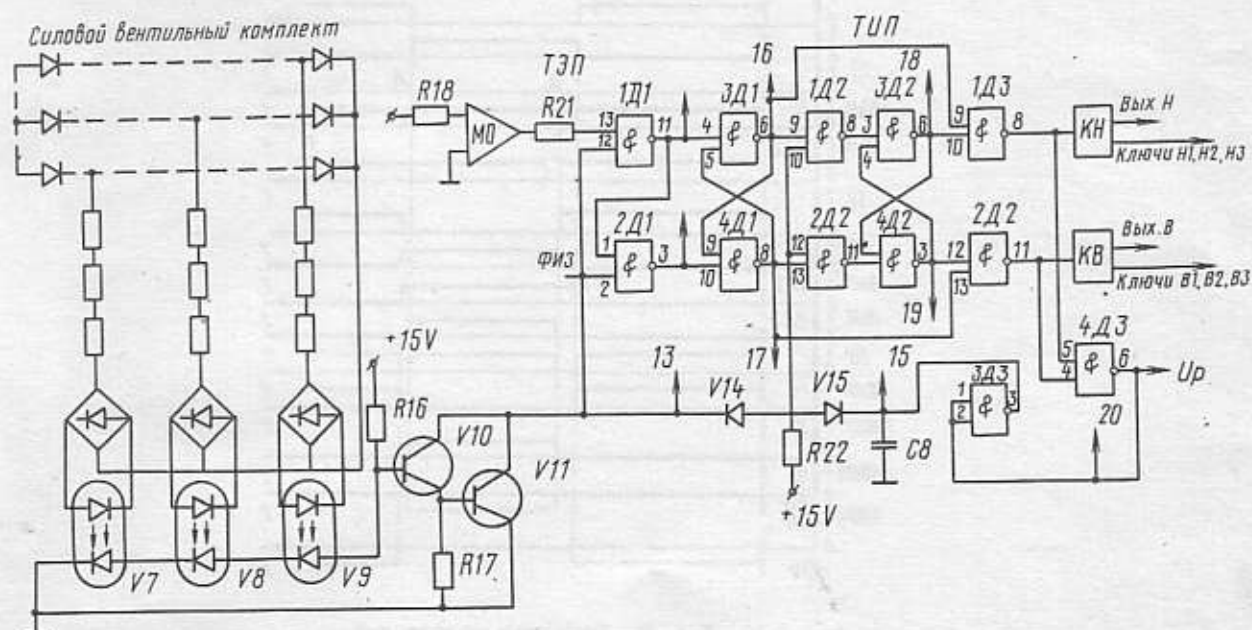 Силовой вентильный комплект
ТЭП
ТИП
R18
МО
R21
13
12
&
1Д1
11
4
5
&
3Д1
6
16
9
10
&
1Д2
8
3
4
&
3Д2
6
18
9
10
&
1Д3
8
КН
Вых Н
Ключи Н1, Н2, Н3
ФИЗ
1
2
&
2Д1
3
9
10
&
4Д1
8
12
13
&
2Д2
11
&
4Д2
3
12
13
&
2Д2
11
КВ
Вых. В
Ключи В1, В2, В3
19
17
13
15
+15V
R16
V10
V11
R17
V14
V15
R22
+15V
C8
1
2
&
3Д3
3
5
4
&
4Д3
6
Uр
20
V7
V8
V9